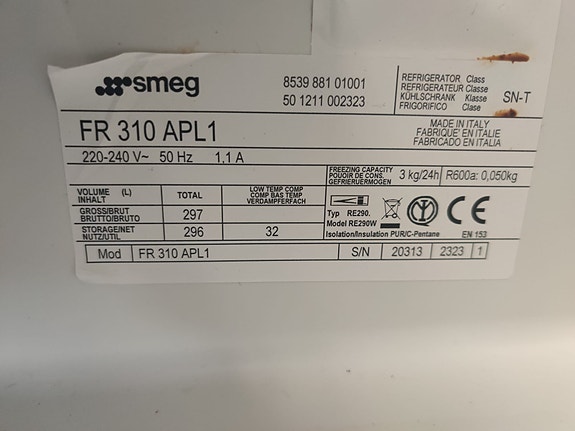 smeg
8539 881 01001
50 1211 002323
REFRIGERATOR Class
REFRIGERATEUR Classe
KÜHLSCHRANK Klasse
FRIGORIFICO Clase
SN-T
FR 310 APL1
MADE IN ITALY
FABRIQUE' EN ITALIE
FABRICADO EN ITALIA
220-240 V~ 50 Hz 1,1 A
FREEZING CAPACITY
POUVOIR DE CONG.
GEFRIERVERMOGEN
3 kg/24h
R600a: 0,050kg
VOLUME (L)
INHALT
TOTAL
LOW TEMP COMP
COMP BAS TEMP
VERDAMPFERFACH
GROSS/BRUT
BRUTTO/BRUTO
297
STORAGE/NET
NUTZ/UTIL
296
32
Typ RE290.
Model RE290W
CE
Isolation/Insulation PUR/C-Pentane
EN 153
Mod FR 310 APL1 S/N 20313 2323 1